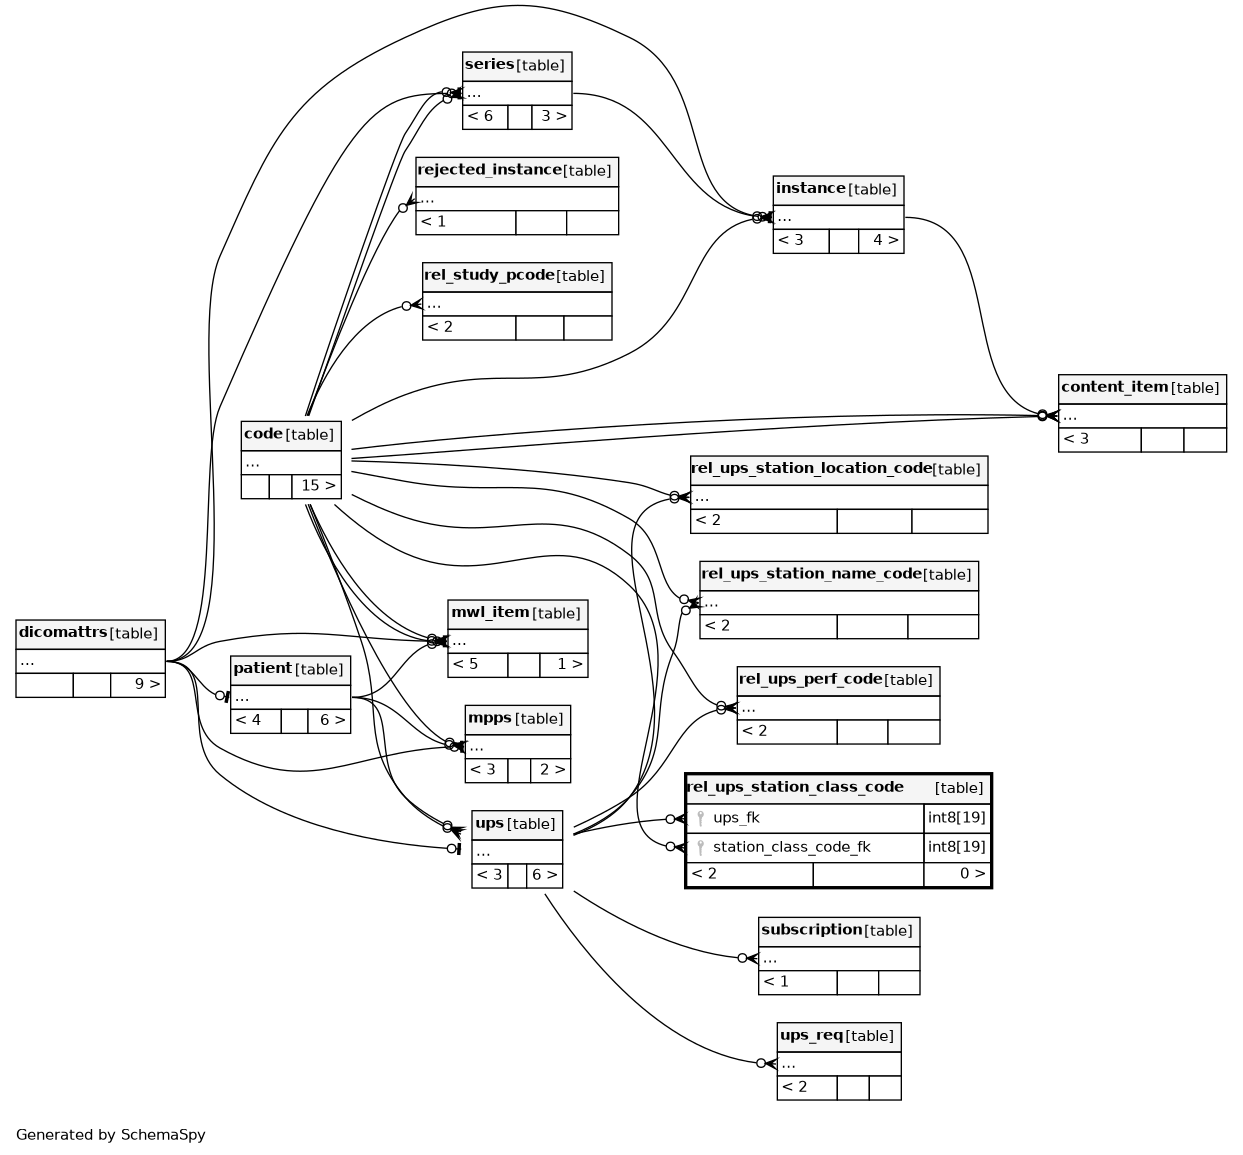 series [table]
...
< 6 3 >
rejected_instance [table]
...
< 1
instance [table]
...
< 3 4 >
rel_study_pcode [table]
...
< 2
content_item [table]
...
< 3
code [table]
...
15 >
rel_ups_station_location_code [table]
...
< 2
rel_ups_station_name_code [table]
...
< 2
mwl_item [table]
...
< 5 1 >
dicomattrs [table]
...
9 >
patient [table]
...
< 4 6 >
rel_ups_perf_code [table]
...
< 2
mpps [table]
...
< 3 2 >
rel_ups_station_class_code [table]
ups_fk int8[19]
station_class_code_fk int8[19]
< 2 0 >
ups [table]
...
< 3 6 >
subscription [table]
...
< 1
ups_req [table]
...
< 2
Generated by SchemaSpy